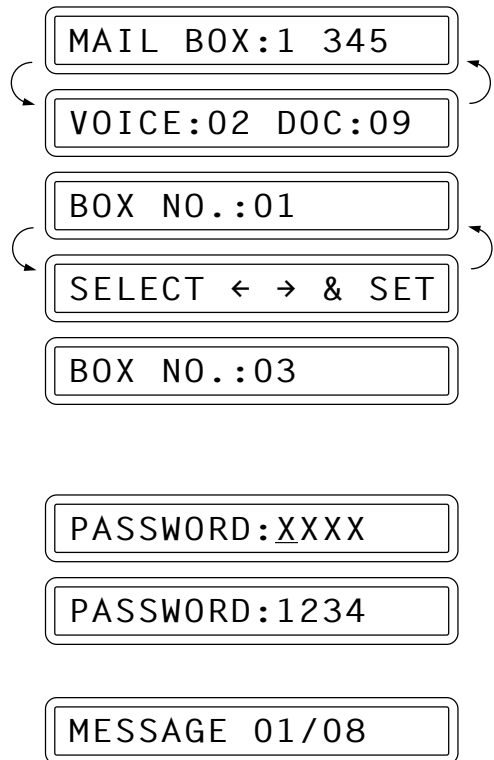 MAIL BOX:1 345
VOICE:02 DOC:09
BOX NO.:01
SELECT ← → & SET
BOX NO.:03
PASSWORD:XXXX
PASSWORD:1234
MESSAGE 01/08